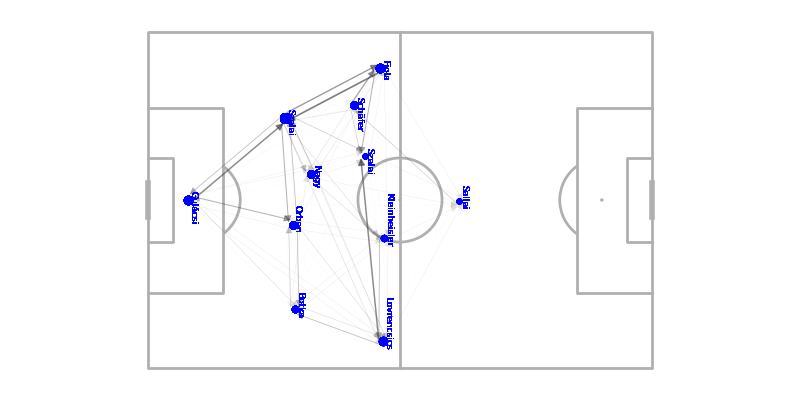 Fiola
Schäfer
Szalai
Szalai
Nagy
Sallai
Gulácsi
Orban
Kleinheisler
Botka
Lovrencsics